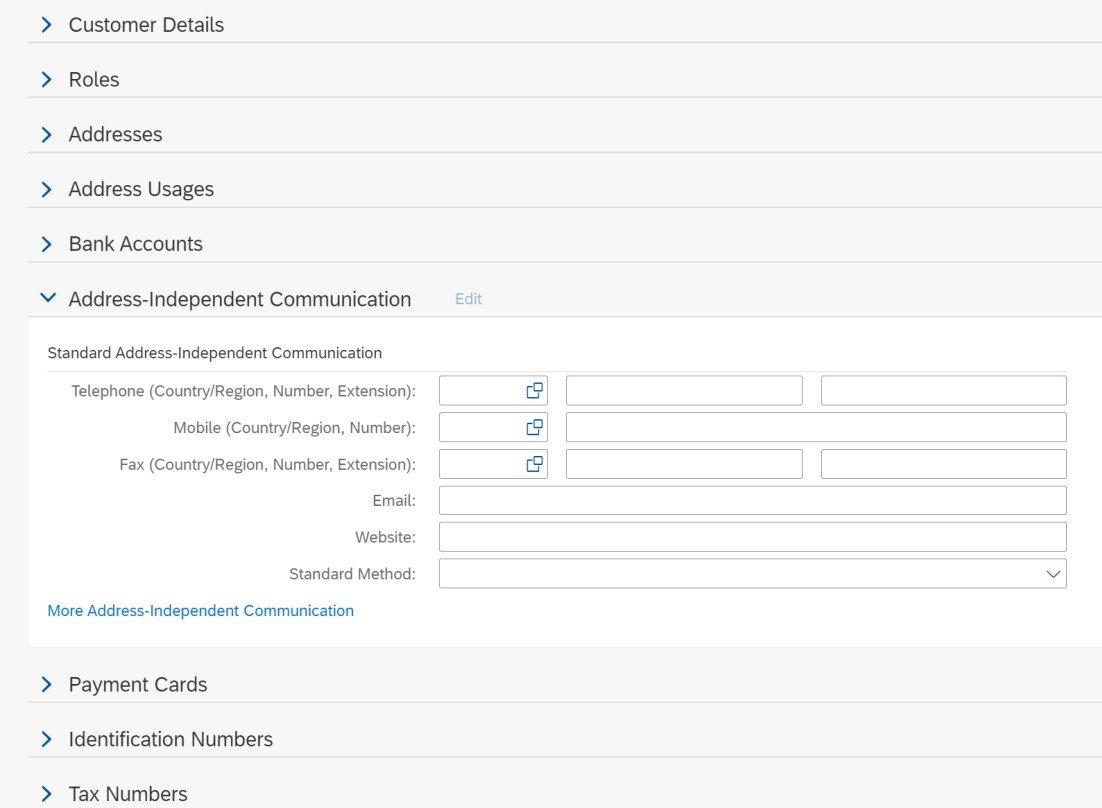 Customer Details
Roles
Addresses
Address Usages
Bank Accounts
Address-Independent Communication Edit
Standard Address-Independent Communication
Telephone (Country/Region, Number, Extension):
Mobile (Country/Region, Number):
Fax (Country/Region, Number, Extension):
Email:
Website:
Standard Method:
More Address-Independent Communication
Payment Cards
Identification Numbers
Tax Numbers